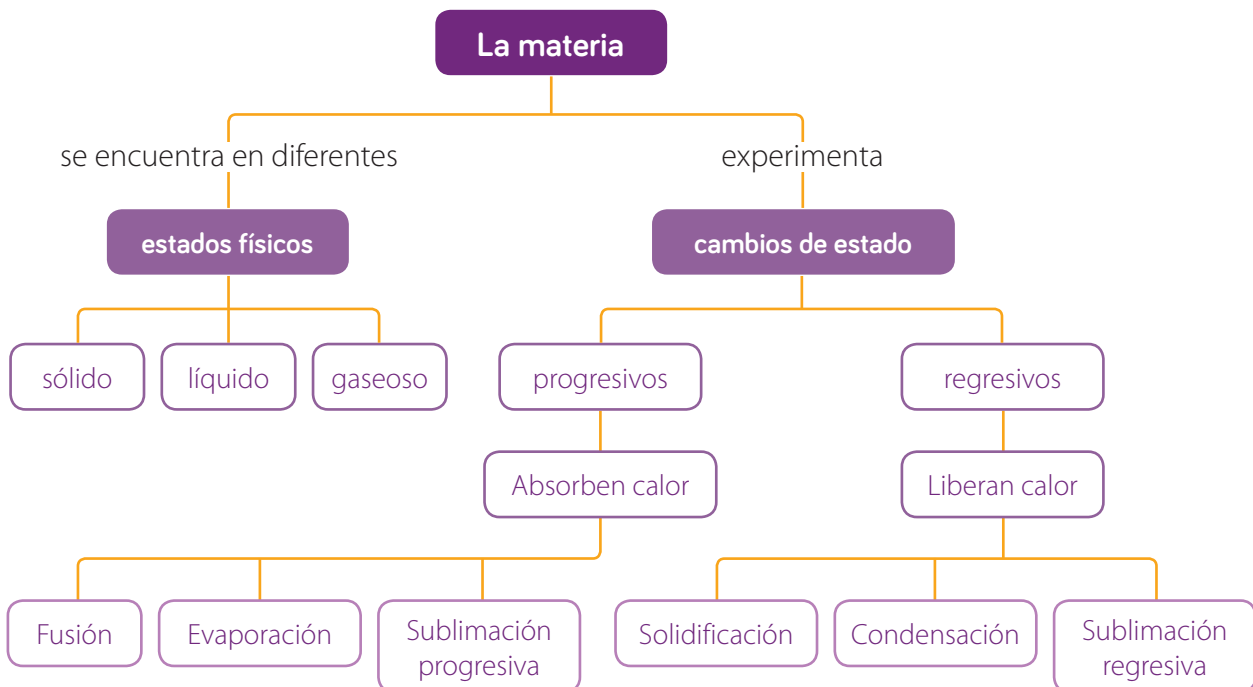 La materia
se encuentra en diferentes
experimenta
estados físicos
cambios de estado
sólido
líquido
gaseoso
progresivos
regresivos
Absorben calor
Liberan calor
Fusión
Evaporación
Sublimación
progresiva
Solidificación
Condensación
Sublimación
regresiva